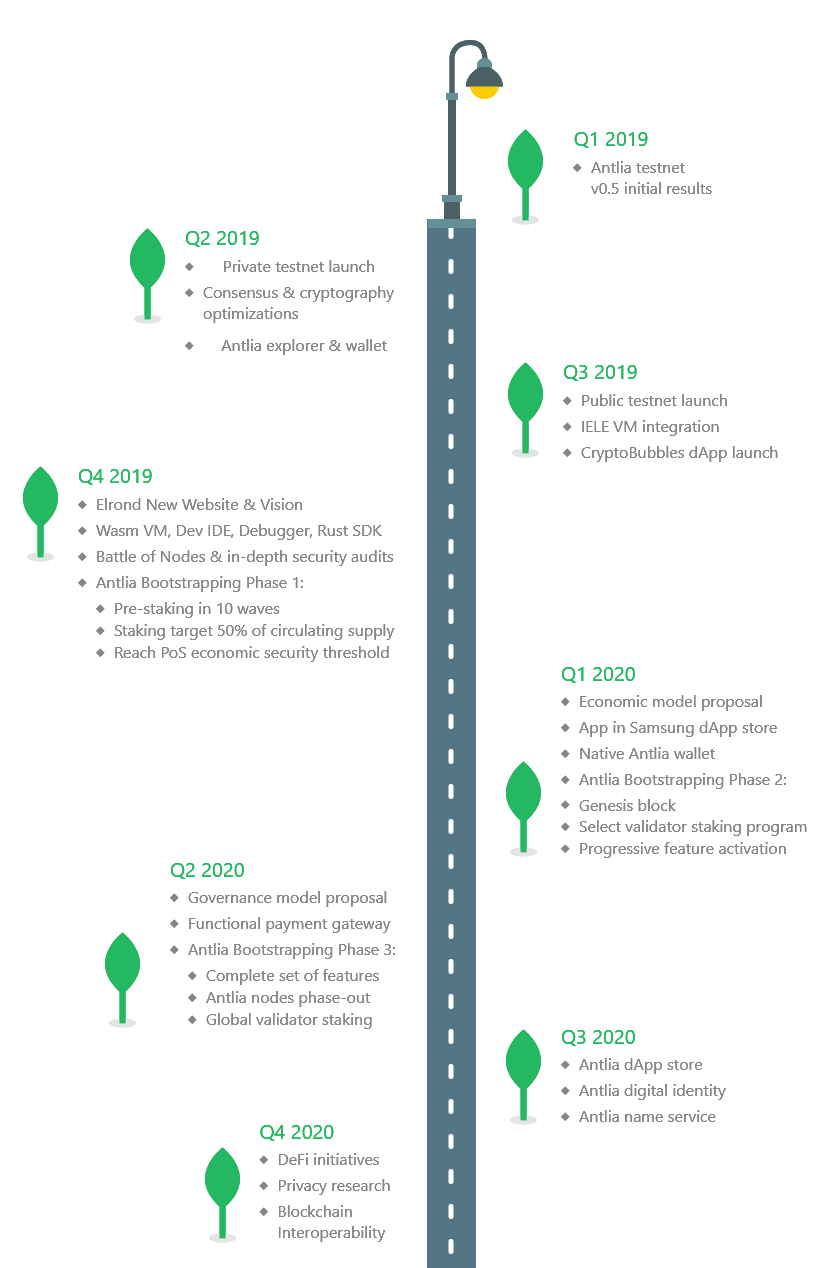 Q1 2019
Antlia testnet
v0.5 initial results
Q2 2019
Private testnet launch
Consensus & cryptography
optimizations
Antlia explorer & wallet
Q3 2019
Public testnet launch
IELE VM integration
CryptoBubbles dApp launch
Q4 2019
Elrond New Website & Vision
Wasm VM, Dev IDE, Debugger, Rust SDK
Battle of Nodes & in-depth security audits
Antlia Bootstrapping Phase 1:
Pre-staking in 10 waves
Staking target 50% of circulating supply
Reach PoS economic security threshold
Q1 2020
Economic model proposal
App in Samsung dApp store
Native Antlia wallet
Antlia Bootstrapping Phase 2:
Genesis block
Select validator staking program
Progressive feature activation
Q2 2020
Governance model proposal
Functional payment gateway
Antlia Bootstrapping Phase 3:
Complete set of features
Antlia nodes phase-out
Global validator staking
Q3 2020
Antlia dApp store
Antlia digital identity
Antlia name service
Q4 2020
DeFi initiatives
Privacy research
Blockchain
Interoperability